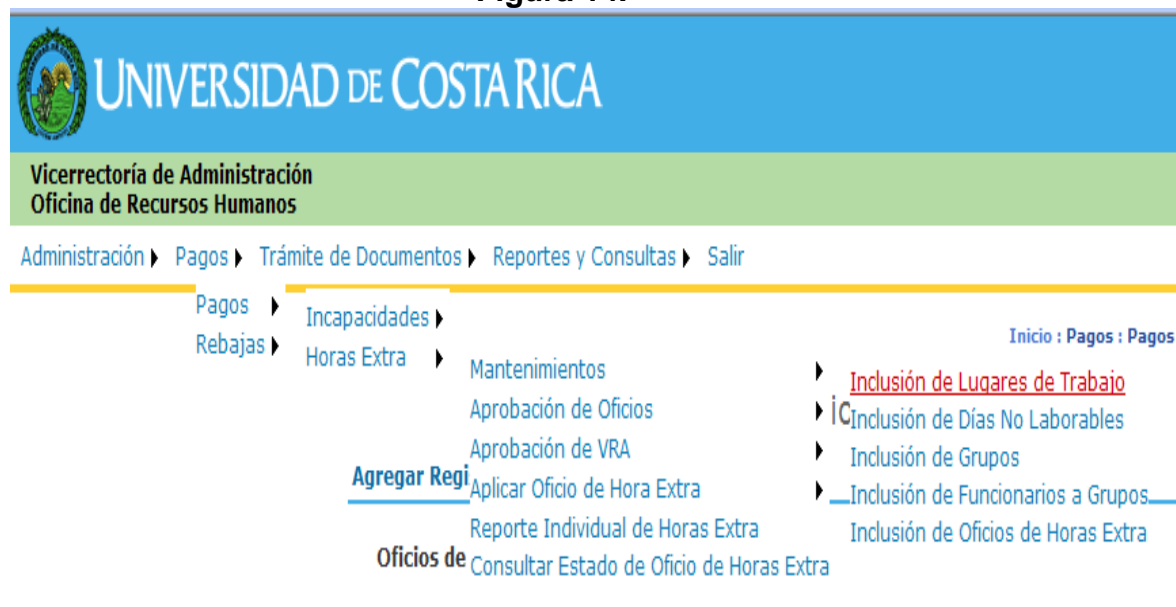 UNIVERSIDAD DE COSTA RICA
Vicerrectoría de Administración
Oficina de Recursos Humanos
Administración Pagos Trámite de Documentos Reportes y Consultas Salir
Pagos
Rebajas
Incapacidades
Horas Extra
Inicio : Pagos : Pagos
Mantenimientos
Aprobación de Oficios
Aprobación de VRA
Aplicar Oficio de Hora Extra
Reporte Individual de Horas Extra
Consultar Estado de Oficio de Horas Extra
Inclusión de Lugares de Trabajo
Inclusión de Días No Laborables
Inclusión de Grupos
Inclusión de Funcionarios a Grupos
Inclusión de Oficios de Horas Extra
Agregar Regi
Oficios de